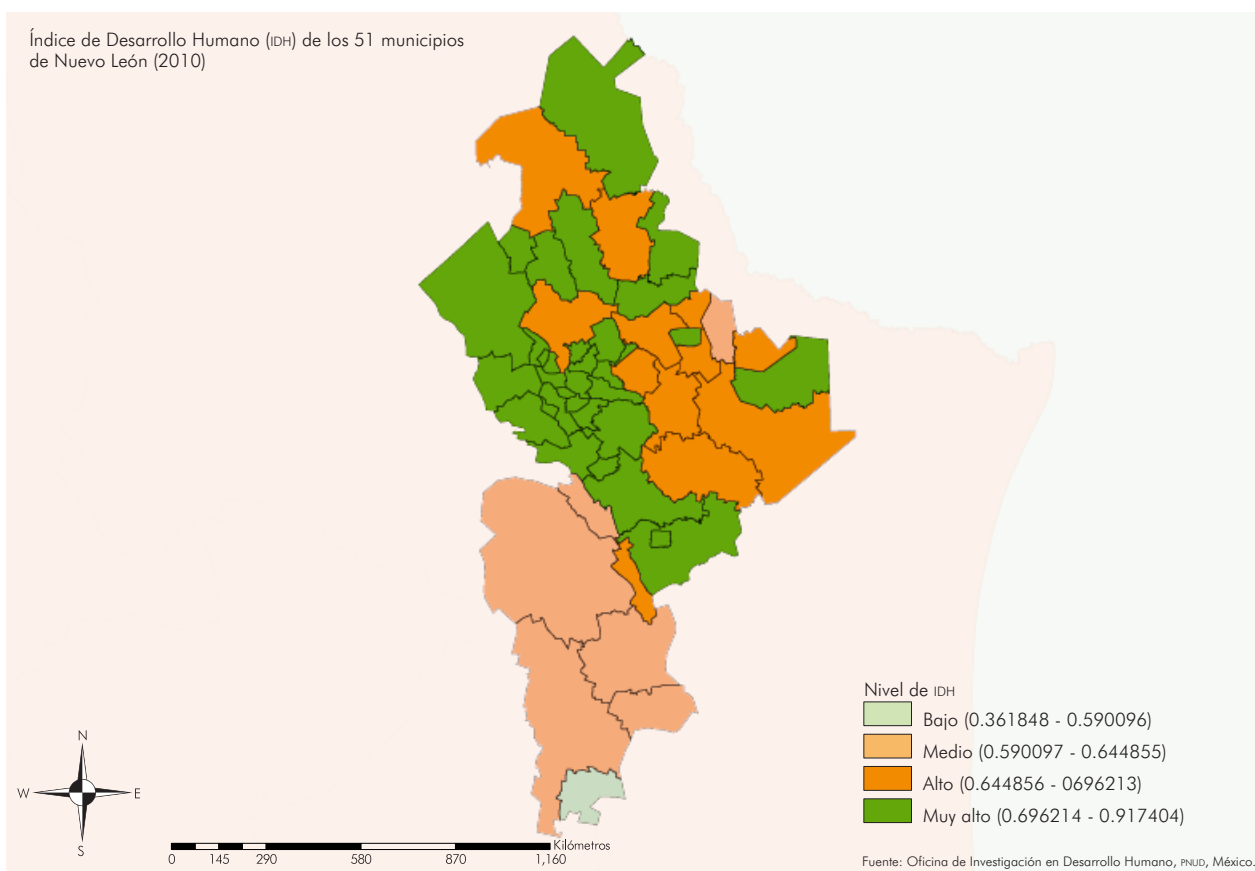 Índice de Desarrollo Humano (IDH) de los 51 municipios
de Nuevo León (2010)
Nivel de IDH
Bajo (0.361848 - 0.590096)
Medio (0.590097 - 0.644855)
Alto (0.644856 - 0696213)
Muy alto (0.696214 - 0.917404)
N
W E
S
Kilómetros
0 145 290 580 870 1,160
Fuente: Oficina de Investigación en Desarrollo Humano, PNUD, México.